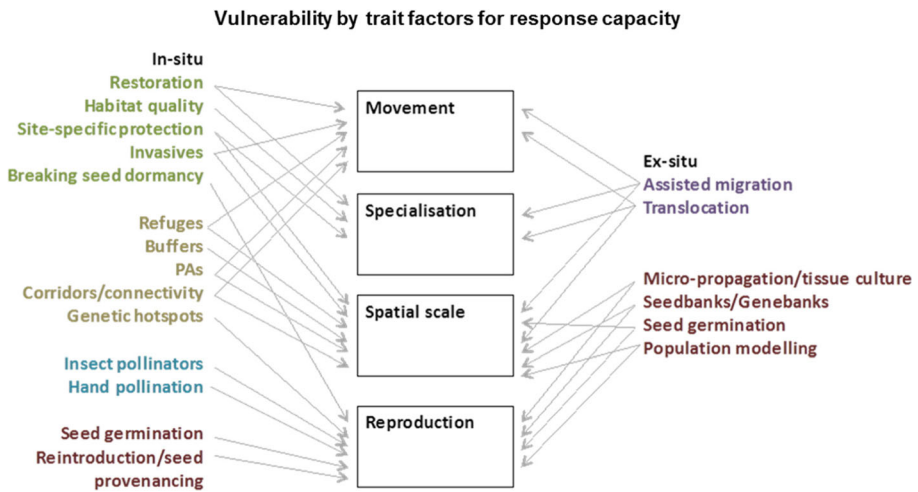 Vulnerability by trait factors for response capacity
In-situ
Restoration
Habitat quality
Site-specific protection
Invasives
Breaking seed dormancy
Refuges
Buffers
PAs
Corridors/connectivity
Genetic hotspots
Insect pollinators
Hand pollination
Seed germination
Reintroduction/seed
provenancing
Movement
Specialisation
Spatial scale
Reproduction
Ex-situ
Assisted migration
Translocation
Micro-propagation/tissue culture
Seedbanks/Genebanks
Seed germination
Population modelling